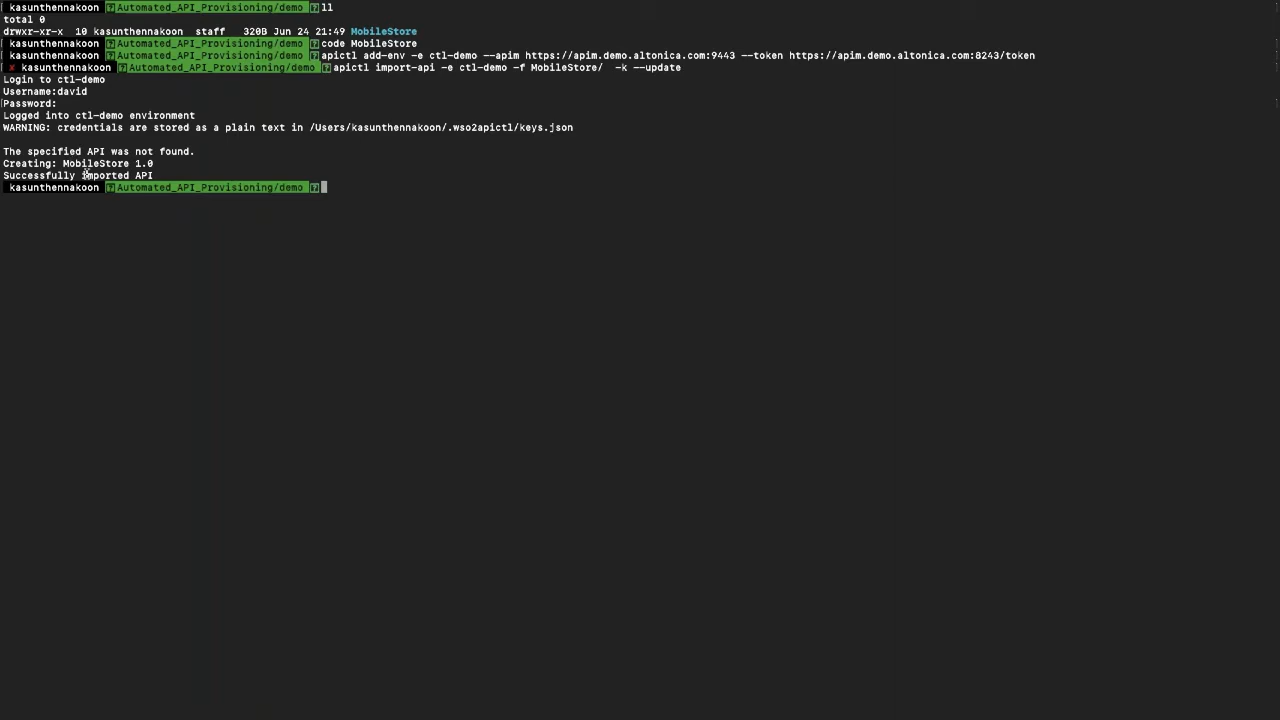 kasunthennakoon Automated_API_Provisioning/demo ll
total 0
drwxr-xr-x 10 kasunthennakoon staff 320B Jun 24 21:49 MobileStore
kasunthennakoon Automated_API_Provisioning/demo code MobileStore
kasunthennakoon Automated_API_Provisioning/demo apictl add-env -e ctl-demo --apim https://apim.demo.altonica.com:9443 --token https://apim.demo.altonica.com:8243/token
✘ kasunthennakoon Automated_API_Provisioning/demo apictl import-api -e ctl-demo -f MobileStore/ -k --update
Login to ctl-demo
Username:david
Password:
Logged into ctl-demo environment
WARNING: credentials are stored as a plain text in /Users/kasunthennakoon/.wso2apictl/keys.json
The specified API was not found.
Creating: MobileStore 1.0
Successfully imported API
kasunthennakoon Automated_API_Provisioning/demo